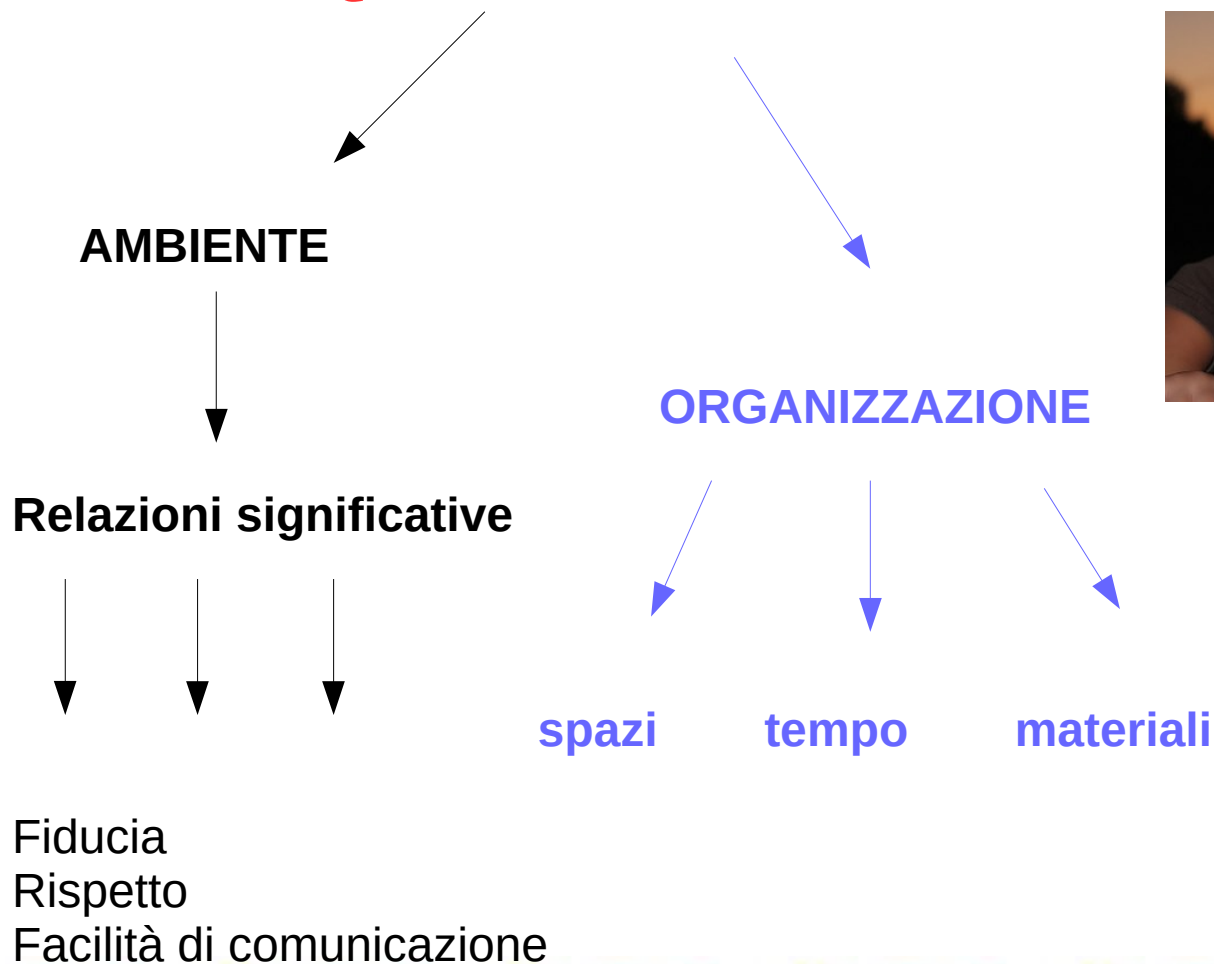 AMBIENTE
ORGANIZZAZIONE
Relazioni significative
spazi tempo materiali
Fiducia
Rispetto
Facilità di comunicazione